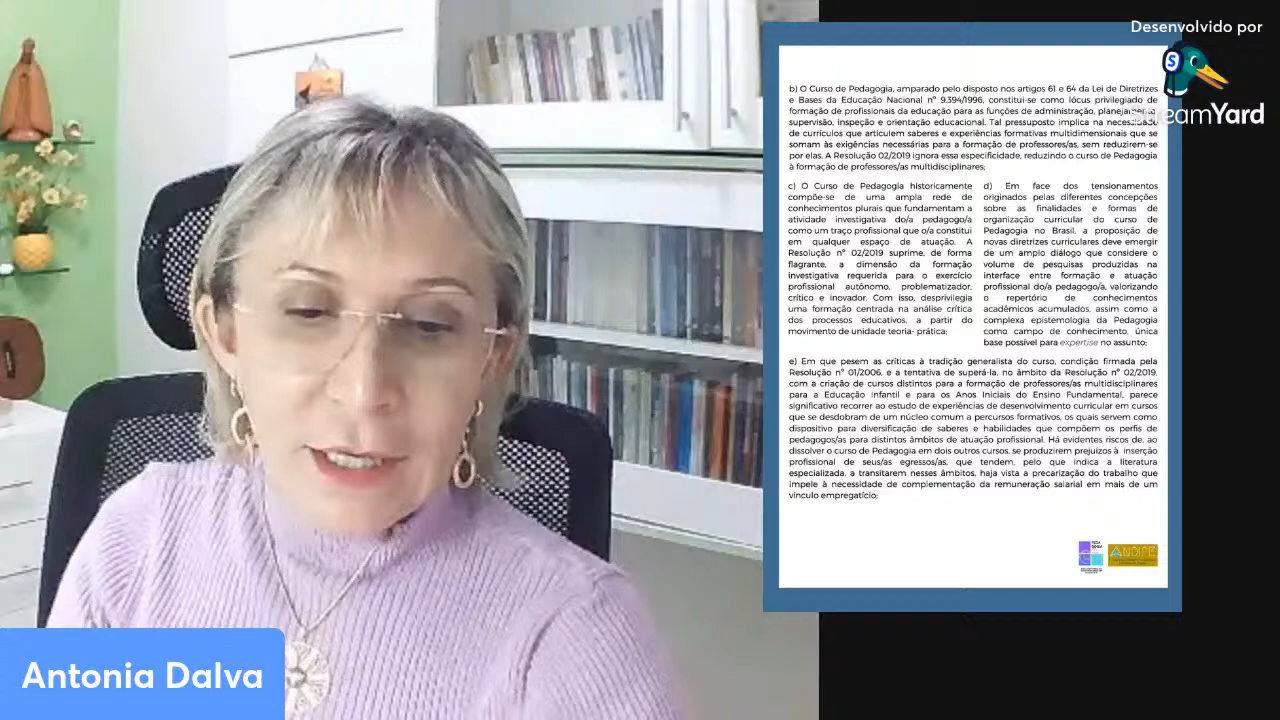 Desenvolvido por
StreamYard
b) O Curso de Pedagogia, amparado pelo disposto nos artigos 61 e 64 da Lei de Diretrizes
e Bases da Educação Nacional nº 9.394/1996, constitui-se como lócus privilegiado de
formação de profissionais da educação para as funções de administração,
supervisão, inspeção e orientação educacional. Tal pressuposto implica na
de currículos que articulem saberes e experiências formativas multidimensionais que se
somam às exigências necessárias para a formação de professores/as, sem reduzirem-se
por elas. A Resolução 02/2019 ignora essa especificidade, reduzindo o curso de Pedagogia
à formação de professores/as multidisciplinares;
c) O Curso de Pedagogia historicamente
compõe-se de uma ampla rede de
conhecimentos plurais que fundamentam a
atividade investigativa do/a pedagogo/a
como um traço profissional que o/a constitui
em qualquer espaço de atuação. A
Resolução nº 02/2019 suprime, de forma
flagrante, a dimensão da formação
investigativa requerida para o exercício
profissional autônomo, problematizador,
crítico e inovador. Com isso, desprivilegia
uma formação centrada na análise crítica
dos processos educativos, a partir do
movimento de unidade teoria- prática;
d) Em face dos tensionamentos
originados pelas diferentes concepções
sobre as finalidades e formas de
organização curricular do curso de
Pedagogia no Brasil, a proposição de
novas diretrizes curriculares deve emergir
de um amplo diálogo que considere o
volume de pesquisas produzidas na
interface entre formação e atuação
profissional do/a pedagogo/a, valorizando
o repertório de conhecimentos
acadêmicos acumulados, assim como a
complexa epistemologia da Pedagogia
como campo de conhecimento, única
base possível para expertise no assunto;
e) Em que pesem as críticas à tradição generalista do curso, condição firmada pela
Resolução nº 01/2006, e a tentativa de superá-la, no âmbito da Resolução nº 02/2019,
com a criação de cursos distintos para a formação de professores/as multidisciplinares
para a Educação Infantil e para os Anos Iniciais do Ensino Fundamental, parece
significativo recorrer ao estudo de experiências de desenvolvimento curricular em cursos
que se desdobram de um núcleo comum a percursos formativos, os quais servem como
dispositivo para diversificação de saberes e habilidades que compõem os perfis de
pedagogos/as para distintos âmbitos de atuação profissional. Há evidentes riscos de, ao
dissolver o curso de Pedagogia em dois outros cursos, se produzirem prejuízos à inserção
profissional de seus/as egressos/as, que tendem, pelo que indica a literatura
especializada, a transitarem nesses âmbitos, haja vista a precarização do trabalho que
impele à necessidade de complementação da remuneração salarial em mais de um
vínculo empregatício;
ANDIPE
Antonia Dalva